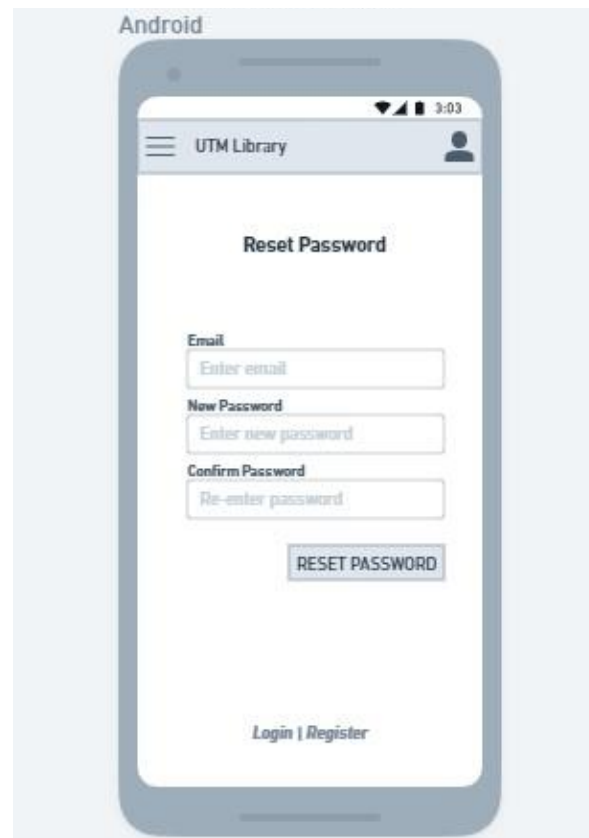 Android
3:03
UTM Library
Reset Password
Email
Enter email
New Password
Enter new password
Confirm Password
Re-enter password
RESET PASSWORD
Login | Register